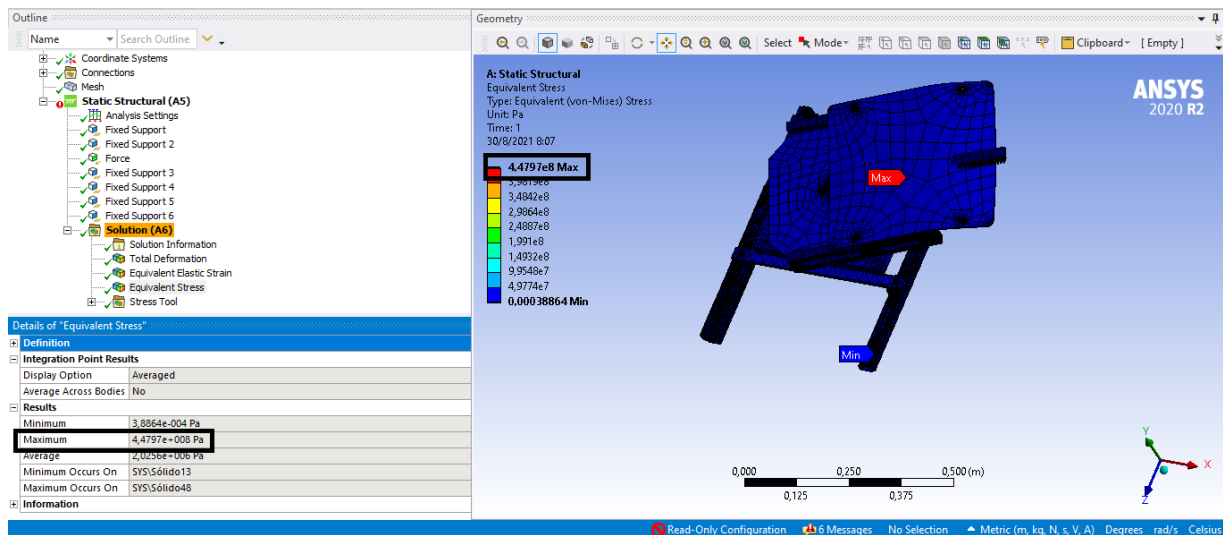 Outline
Name
Search Outline
Coordinate Systems
Connections
Mesh
Static Structural (A5)
Analysis Settings
Fixed Support
Fixed Support 2
Force
Fixed Support 3
Fixed Support 4
Fixed Support 5
Fixed Support 6
Solution (A6)
Solution Information
Total Deformation
Equivalent Elastic Strain
Equivalent Stress
Stress Tool
Details of "Equivalent Stress"
Definition
Integration Point Results
Display Option Averaged
Average Across Bodies No
Results
Minimum 3,8864e-004 Pa
Maximum 4,4797e+008 Pa
Average 2,0256e+006 Pa
Minimum Occurs On SYS\Sólido13
Maximum Occurs On SYS\Sólido48
Information
Geometry
Select Mode Clipboard [ Empty ]
A: Static Structural
Equivalent Stress
Type: Equivalent (von-Mises) Stress
Unit: Pa
Time: 1
30/8/2021 8:07
4,4797e8 Max
3,9819e8
3,4842e8
2,9864e8
2,4887e8
1,991e8
1,4932e8
9,9548e7
4,9774e7
0,00038864 Min
ANSYS
2020 R2
Max
Min
0,000 0,250 0,500 (m)
0,125 0,375
Y
X
Z
Read-Only Configuration 6 Messages No Selection Metric (m, kg, N, s, V, A) Degrees rad/s Celsius